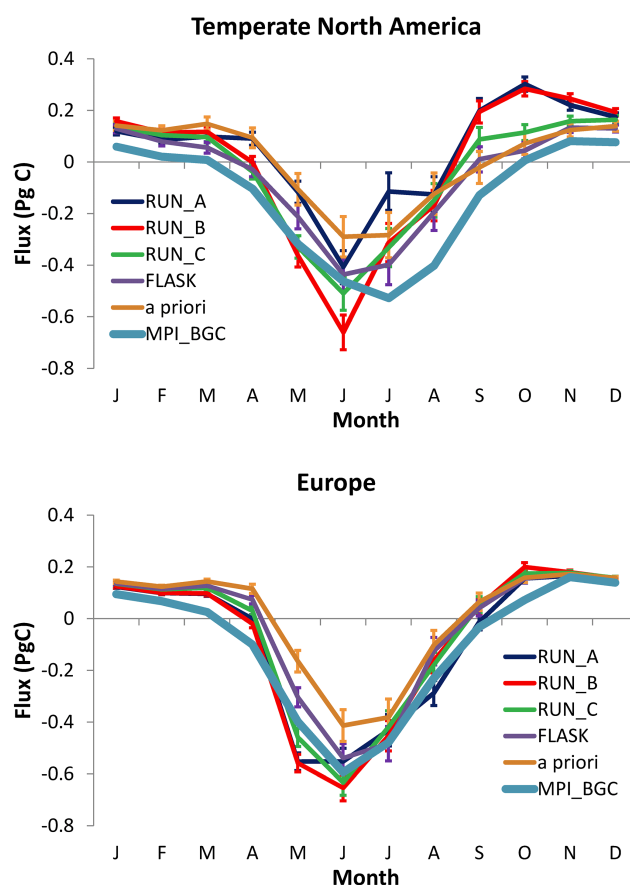 Temperate North America
Flux (Pg C)
0.4
0.2
0
-0.2
-0.4
-0.6
-0.8
RUN_A
RUN_B
RUN_C
FLASK
a priori
MPI_BGC
J F M A M J J A S O N D
Month
Europe
Flux (PgC)
0.4
0.2
0
-0.2
-0.4
-0.6
-0.8
RUN_A
RUN_B
RUN_C
FLASK
a priori
MPI_BGC
J F M A M J J A S O N D
Month